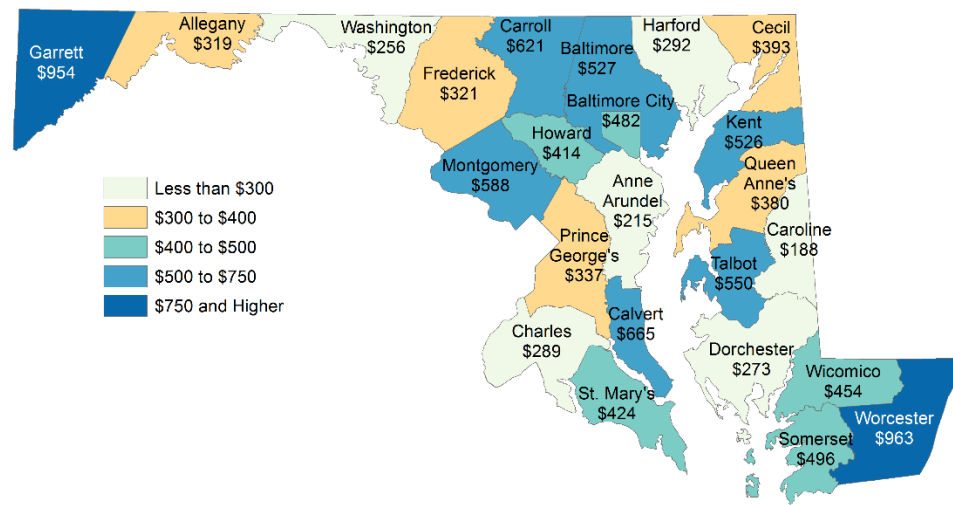 Garrett
$954
Allegany
$319
Washington
$256
Frederick
$321
Carroll
$621
Baltimore
$527
Baltimore City
$482
Harford
$292
Cecil
$393
Howard
$414
Montgomery
$588
Kent
$526
Queen
Anne's
$380
Anne
Arundel
$215
Caroline
$188
Prince
George's
$337
Talbot
$550
Calvert
$665
Charles
$289
Dorchester
$273
St. Mary's
$424
Wicomico
$454
Worcester
$963
Somerset
$496
Less than $300
$300 to $400
$400 to $500
$500 to $750
$750 and Higher